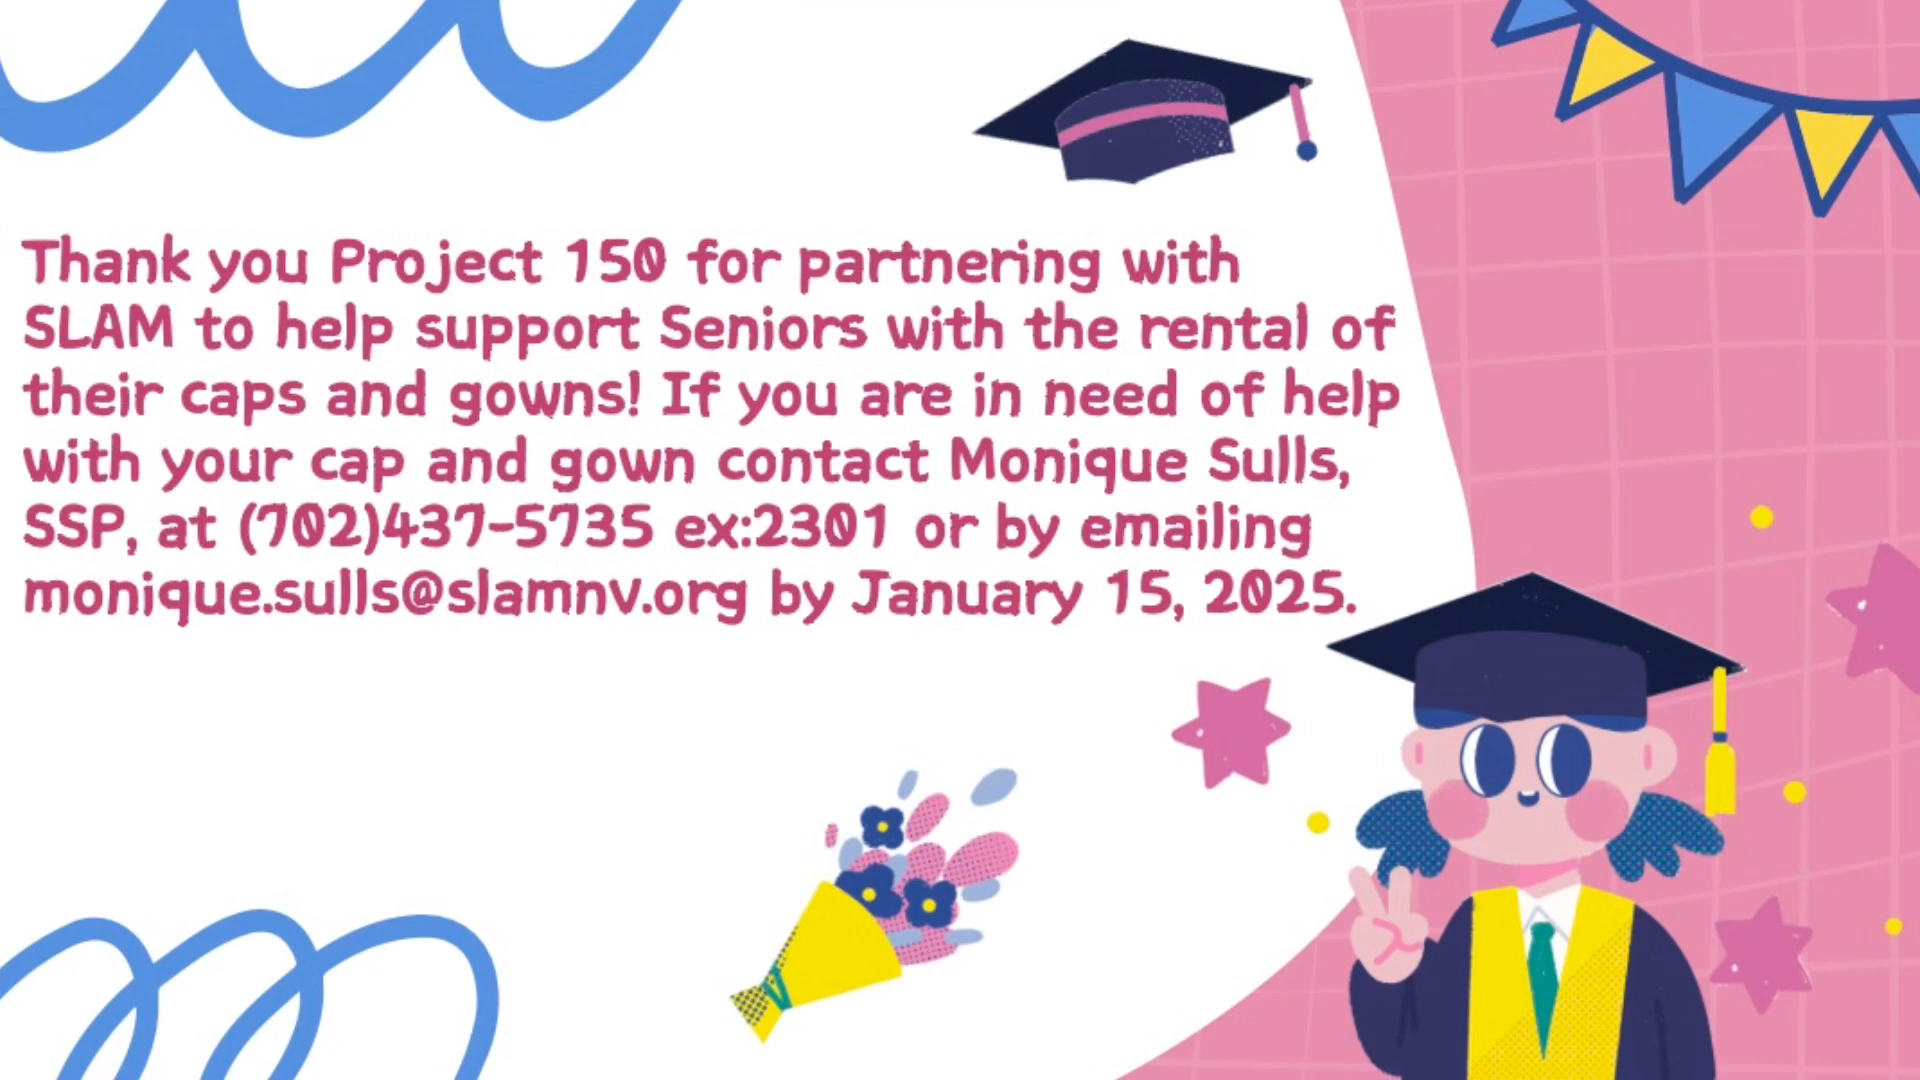 Thank you Project 150 for partnering with
SLAM to help support Seniors with the rental of
their caps and gowns! If you are in need of help
with your cap and gown contact Monique Sulls,
SSP, at (702)437-5735 ex:2301 or by emailing
monique.sulls@slamnv.org by January 15, 2025.